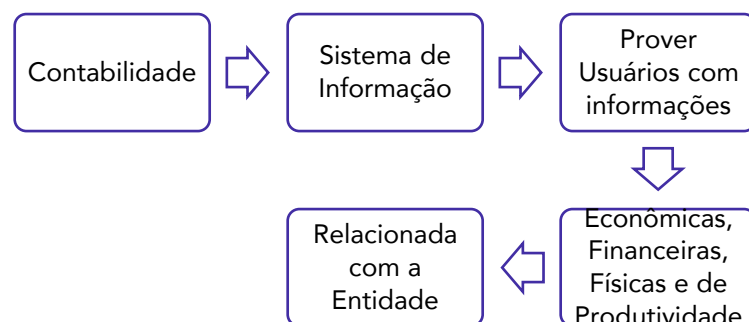 Contabilidade
Sistema de
Informação
Prover
Usuários com
informações
Econômicas,
Financeiras,
Físicas e de
Produtividade
Relacionada
com a
Entidade